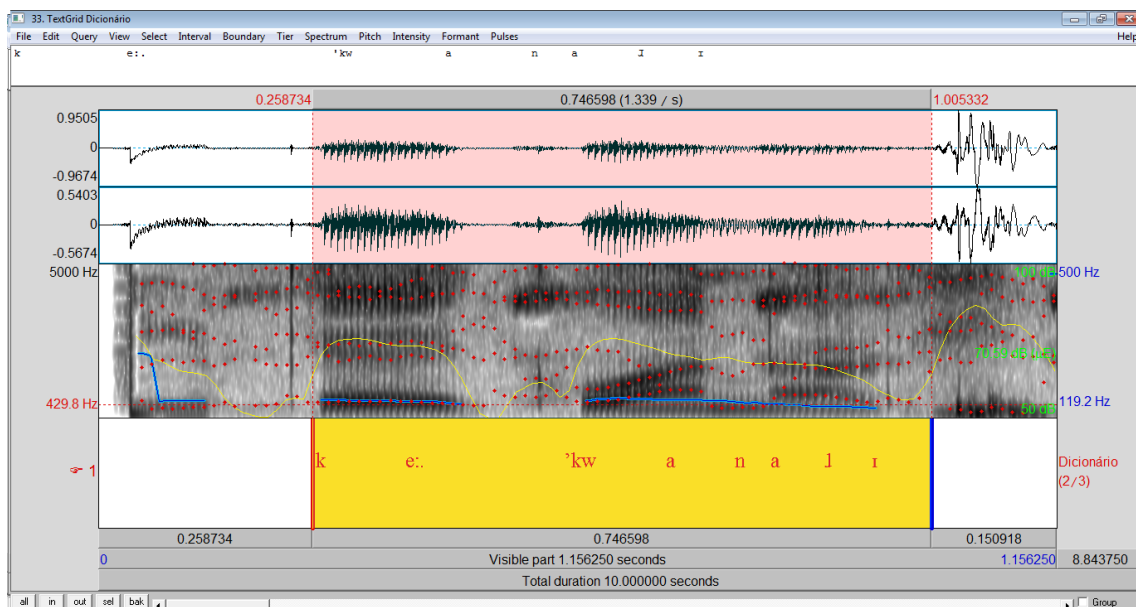 33. TextGrid Dicionário
File Edit Query View Select Interval Boundary Tier Spectrum Pitch Intensity Formant Pulses Help
k e:. 'kw a n a ɺ ɪ
0.258734 0.746598 (1.339 / s) 1.005332
0.9505
0
-0.9674
0.5403
0
-0.5674
5000 Hz 500 Hz
429.8 Hz 119.2 Hz
50 dB
k e:. ’kw a n a ɺ ɪ
☞ 1 Dicionário
(2/3)
0.258734 0.746598 0.150918
0 Visible part 1.156250 seconds 1.156250 8.843750
Total duration 10.000000 seconds
all in out sel bak Group